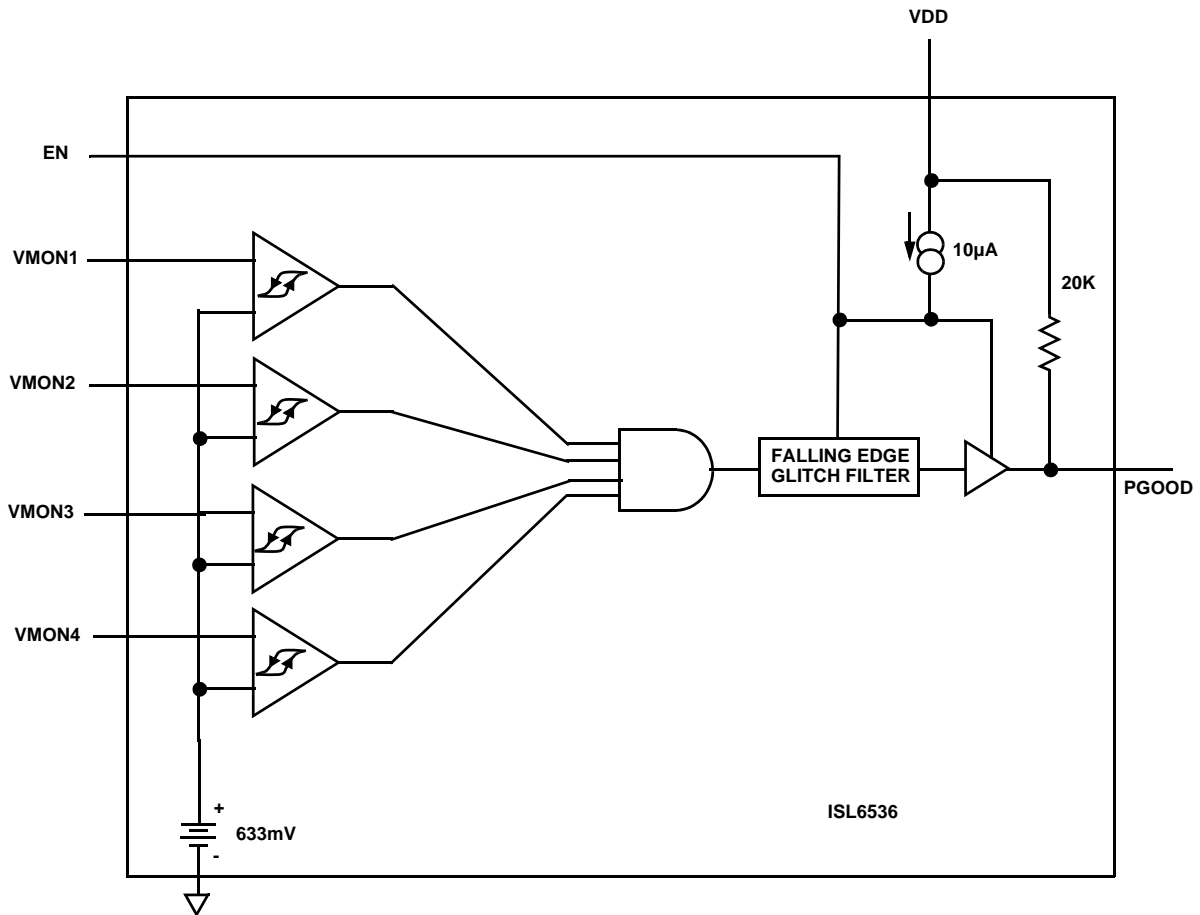 VDD
EN
VMON1
10µA
20K
VMON2
FALLING EDGE
GLITCH FILTER
PGOOD
VMON3
VMON4
ISL6536
+
633mV
-